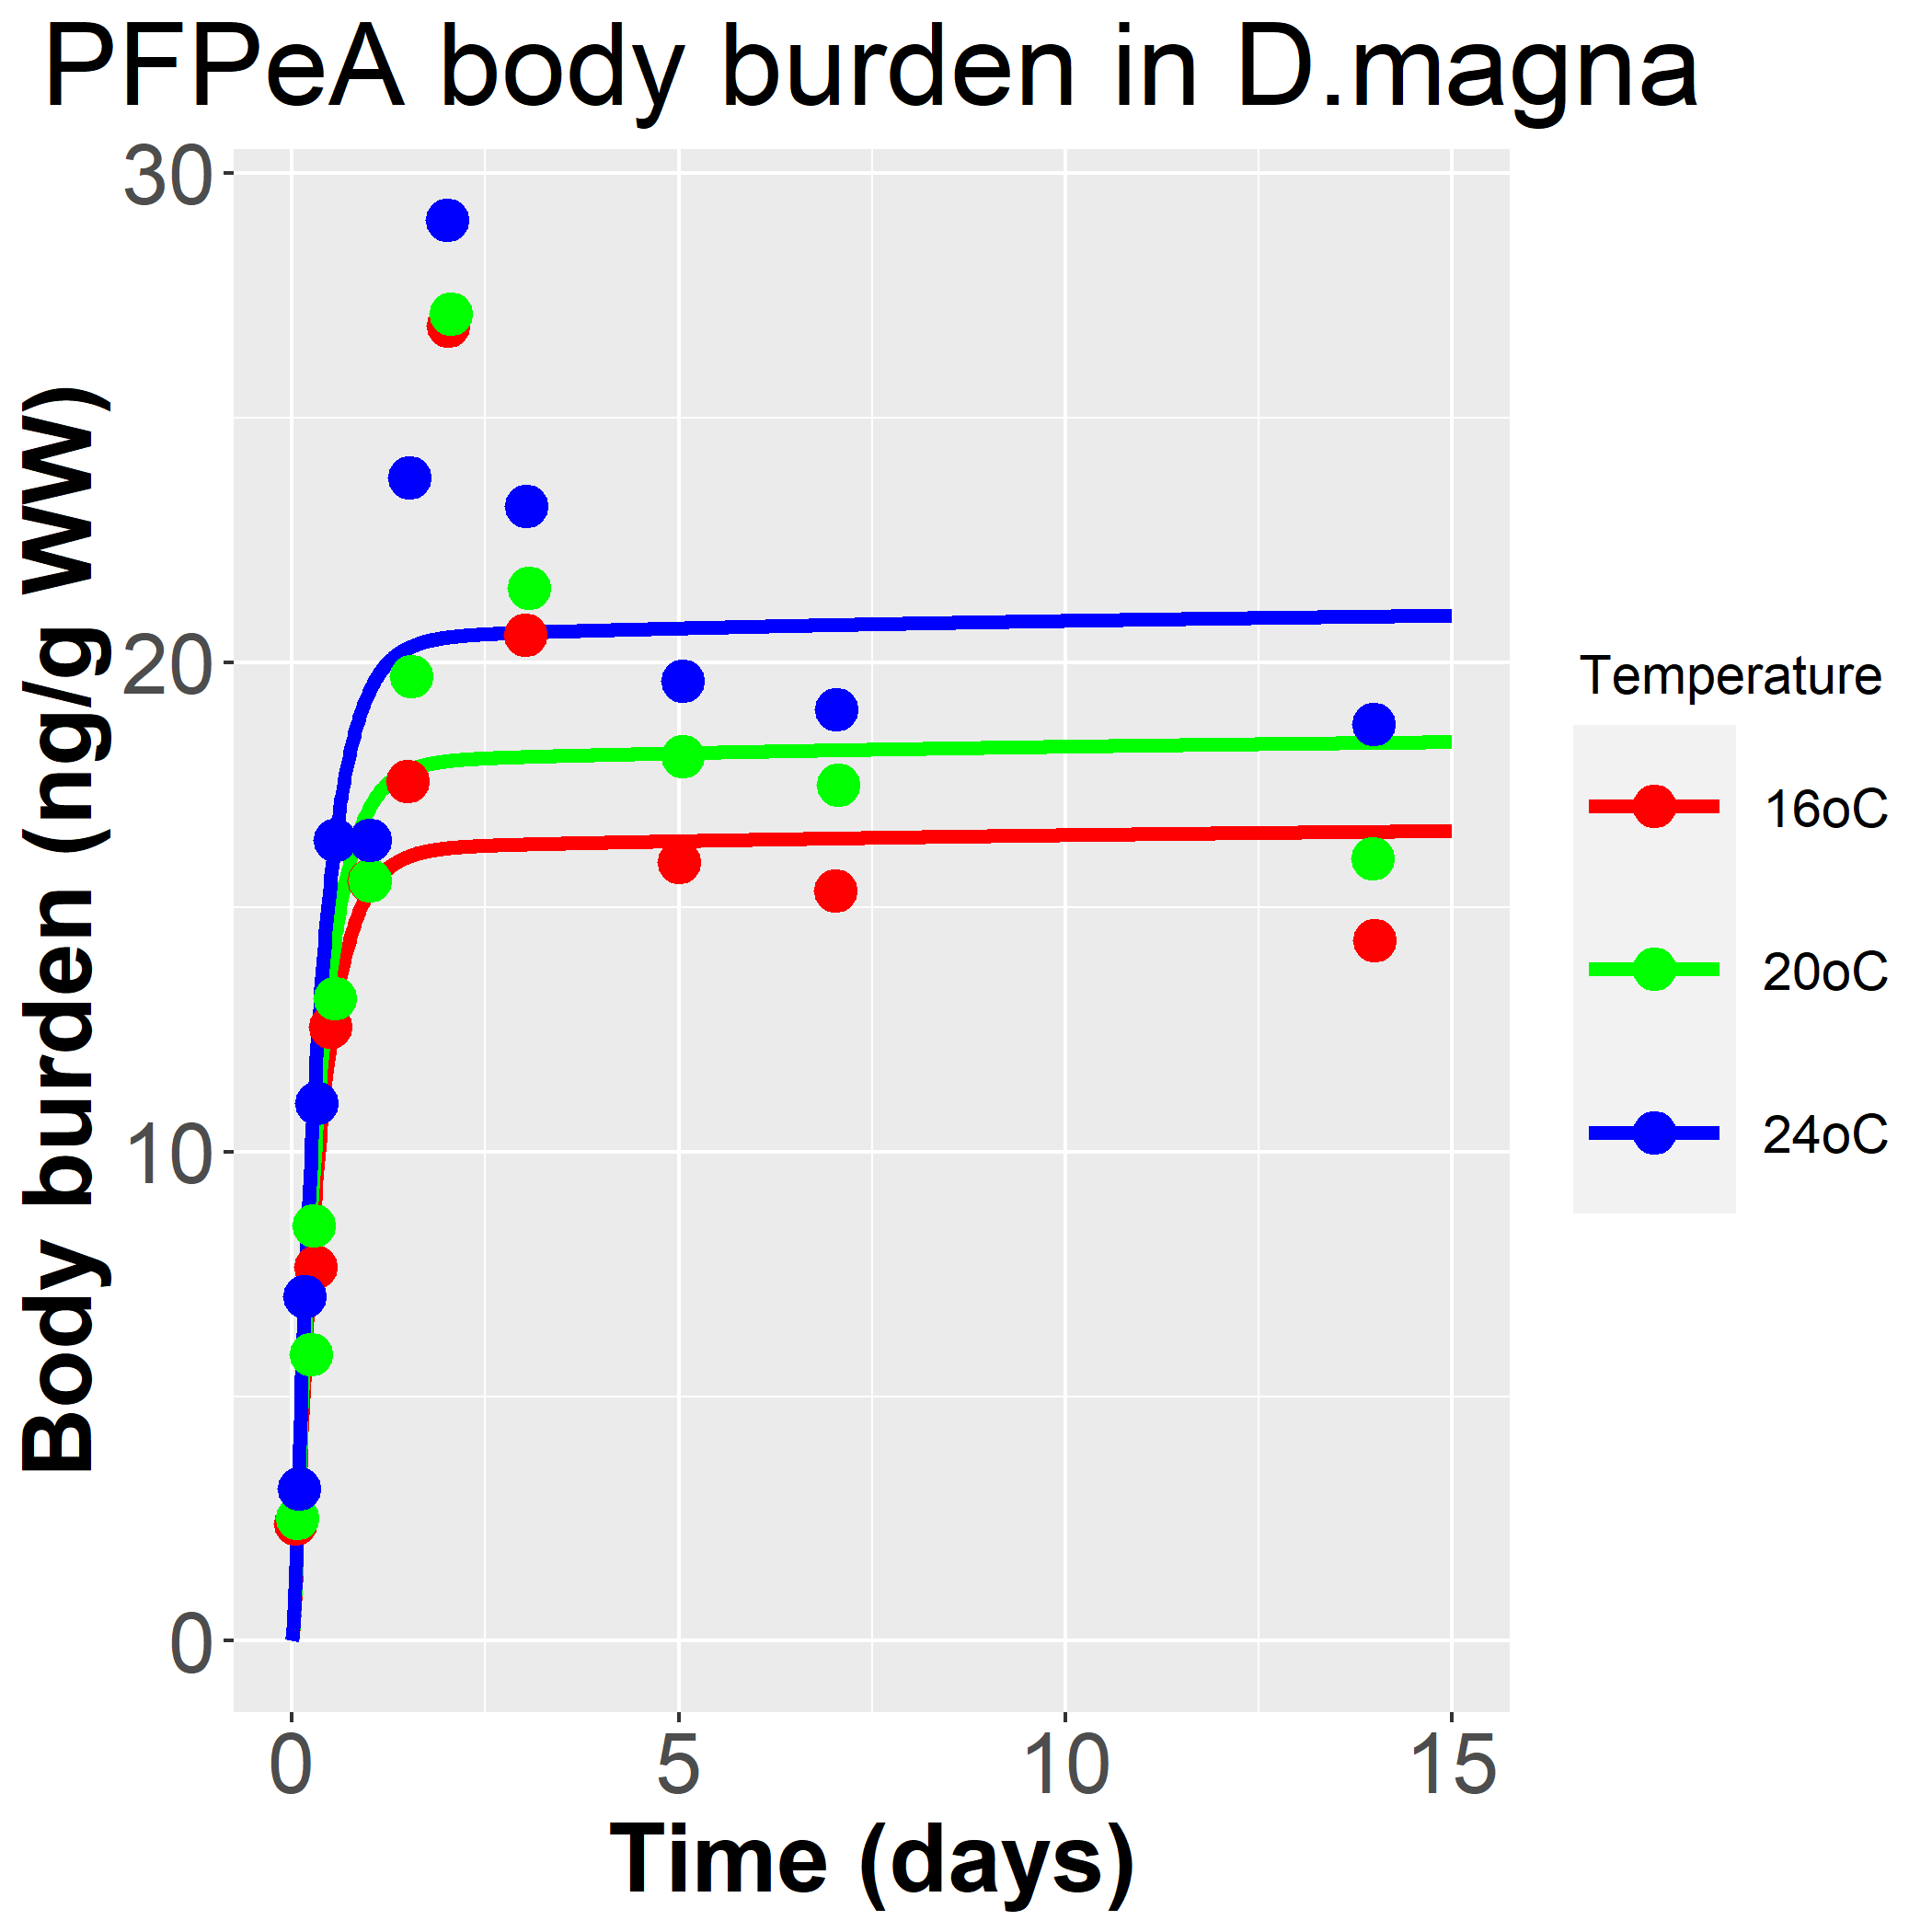 PFPeA body burden in D.magna
Body burden (ng/g WW)
30
20
10
0
0
5
10
15
Time (days)
Temperature
16oC
20oC
24oC